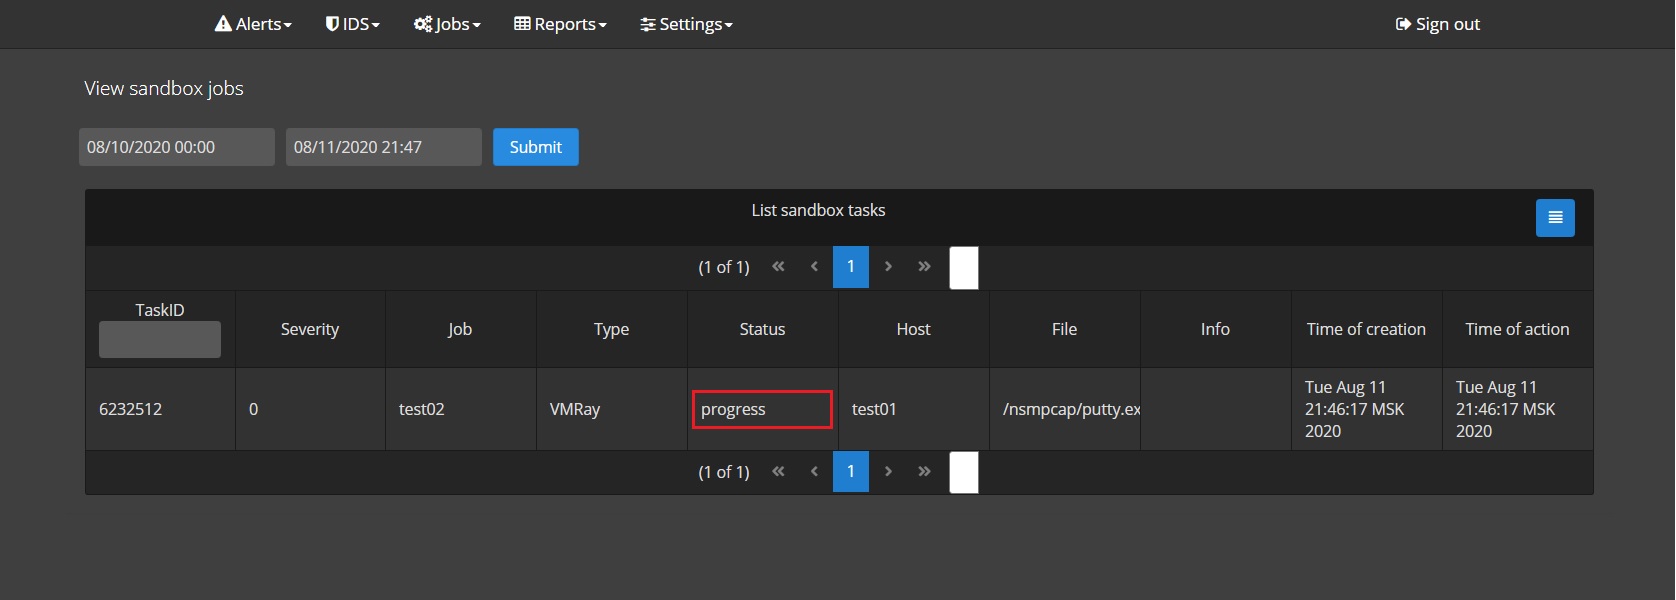 Alerts IDS Jobs Reports Settings Sign out
View sandbox jobs
08/10/2020 00:00 08/11/2020 21:47 Submit
List sandbox tasks
(1 of 1) « ‹ 1 › »
TaskID Severity Job Type Status Host File Info Time of creation Time of action
6232512 0 test02 VMRay progress test01 /nsmpcap/putty.ex Tue Aug 11 21:46:17 MSK 2020 Tue Aug 11 21:46:17 MSK 2020
(1 of 1) « ‹ 1 › »